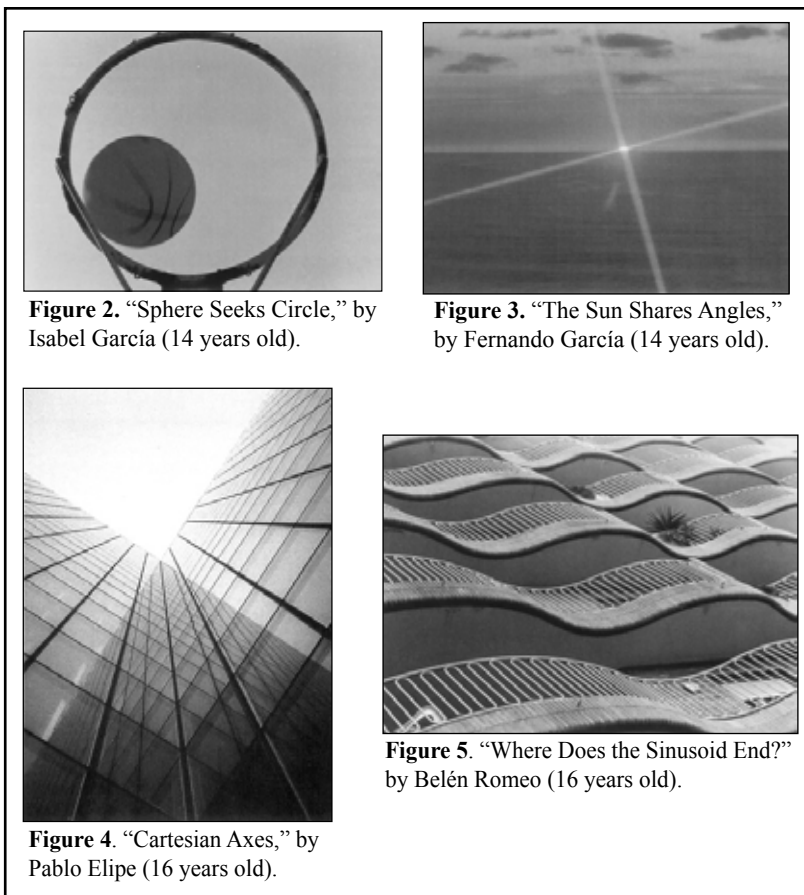 Figure 2. “Sphere Seeks Circle,” by
Isabel García (14 years old).
Figure 3. “The Sun Shares Angles,”
by Fernando García (14 years old).
Figure 4. “Cartesian Axes,” by
Pablo Elipe (16 years old).
Figure 5. “Where Does the Sinusoid End?”
by Belén Romeo (16 years old).